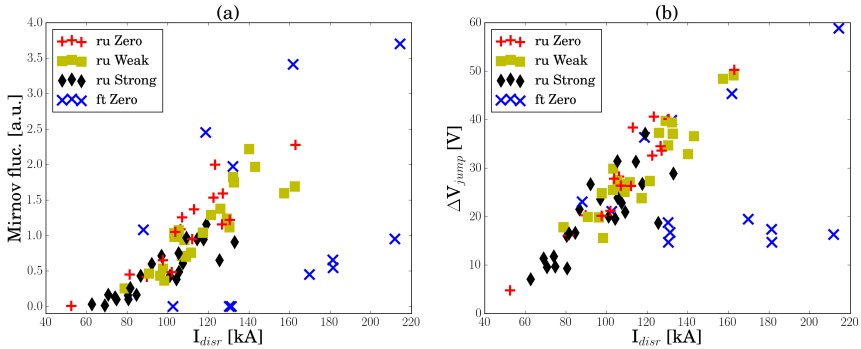 (a)
4.0
3.5
3.0
2.5
2.0
1.5
1.0
0.5
0.0
Mirnov fluc. [a.u.]
ru Zero
ru Weak
ru Strong
ft Zero
40 60 80 100 120 140 160 180 200 220
I_disr [kA]
(b)
60
50
40
30
20
10
0
ΔV_jump [V]
ru Zero
ru Weak
ru Strong
ft Zero
40 60 80 100 120 140 160 180 200 220
I_disr [kA]